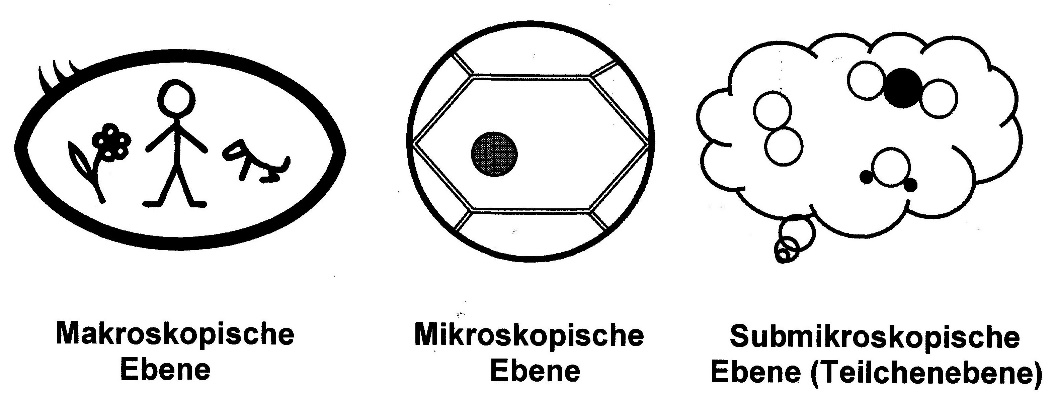 Makroskopische
Ebene
Mikroskopische
Ebene
Submikroskopische
Ebene (Teilchenebene)